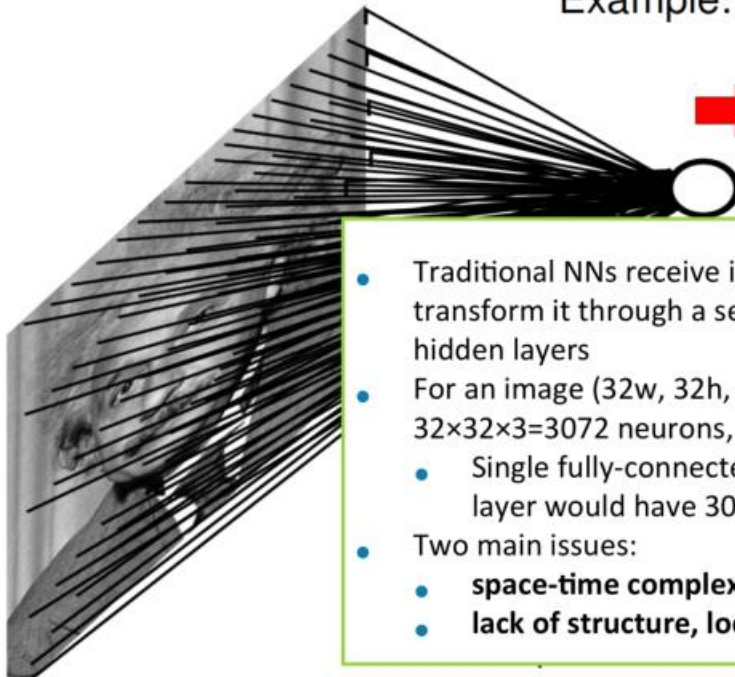 Example:
• Traditional NNs receive i
transform it through a se
hidden layers
• For an image (32w, 32h,
32×32×3=3072 neurons,
• Single fully-connecte
layer would have 30
• Two main issues:
• space-time complex
• lack of structure, loc